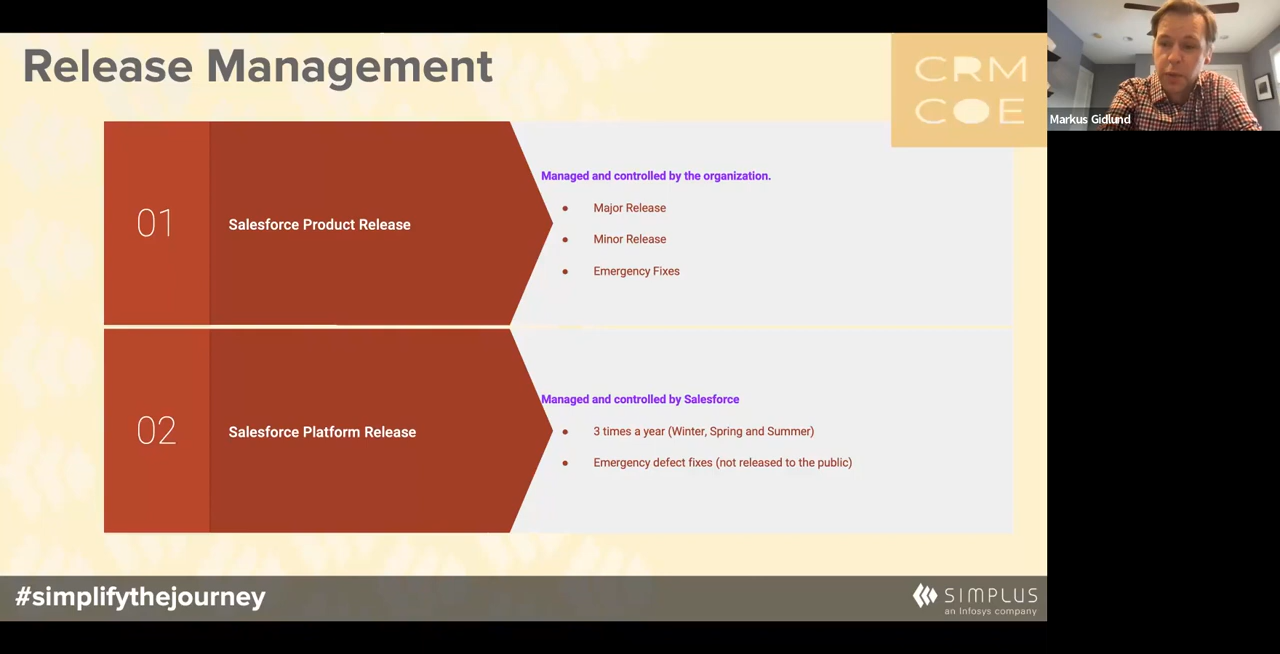 Release Management
CRM
COE
Markus Gidlund
01
Salesforce Product Release
Managed and controlled by the organization.
● Major Release
● Minor Release
● Emergency Fixes
02
Salesforce Platform Release
Managed and controlled by Salesforce
● 3 times a year (Winter, Spring and Summer)
● Emergency defect fixes (not released to the public)
#simplifythejourney
SIMPLUS
an Infosys company